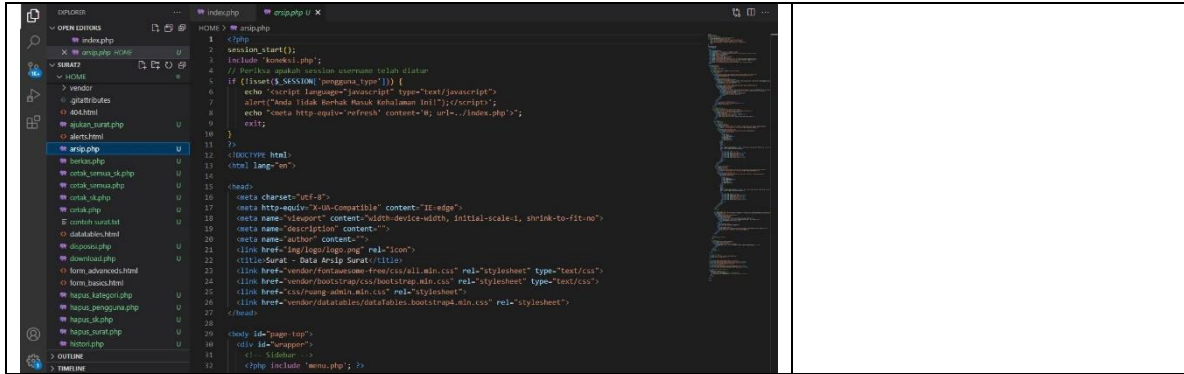 EXPLORER
OPEN EDITORS
index.php
arsip.php HOME U
SURAT2
HOME
vendor
.gitattributes
404.html
ajukan_surat.php U
alerts.html
arsip.php U
berkas.php U
cetak_semua_sk.php U
cetak_semua.php U
cetak_sk.php U
cetak.php U
contoh surat.txt U
datatables.html
disposisi.php U
download.php U
form_advanceds.html
form_basics.html
hapus_kategori.php U
hapus_pengguna.php U
hapus_sk.php U
hapus_surat.php U
histori.php U
OUTLINE
TIMELINE
index.php
arsip.php U
HOME > arsip.php
1 <?php
2 session_start();
3 include 'koneksi.php';
4 // Periksa apakah session username telah diatur
5 if (!isset($_SESSION['pengguna_type'])) {
6 echo '<script language="javascript" type="text/javascript">
7 alert("Anda Tidak Berhak Masuk Kehalaman Ini!");</script>';
8 echo "<meta http-equiv='refresh' content='0; url=../index.php'>";
9 exit;
10 }
11 ?>
12 <!DOCTYPE html>
13 <html lang="en">
14
15 <head>
16 <meta charset="utf-8">
17 <meta http-equiv="X-UA-Compatible" content="IE=edge">
18 <meta name="viewport" content="width=device-width, initial-scale=1, shrink-to-fit=no">
19 <meta name="description" content="">
20 <meta name="author" content="">
21 <link href="img/logo/logo.png" rel="icon">
22 <title>Surat - Data Arsip Surat</title>
23 <link href="vendor/fontawesome-free/css/all.min.css" rel="stylesheet" type="text/css">
24 <link href="vendor/bootstrap/css/bootstrap.min.css" rel="stylesheet" type="text/css">
25 <link href="css/ruang-admin.min.css" rel="stylesheet">
26 <link href="vendor/datatables/dataTables.bootstrap4.min.css" rel="stylesheet">
27 </head>
28
29 <body id="page-top">
30 <div id="wrapper">
31 <!-- Sidebar -->
32 <?php include 'menu.php'; ?>